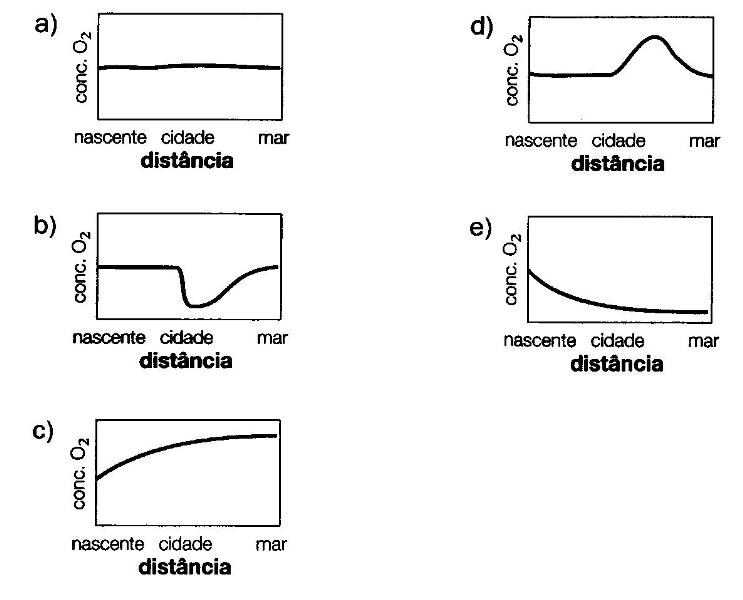 a)
conc. O2
nascente cidade mar
distância
b)
conc. O2
nascente cidade mar
distância
c)
conc. O2
nascente cidade mar
distância
d)
conc. O2
nascente cidade mar
distância
e)
conc. O2
nascente cidade mar
distância